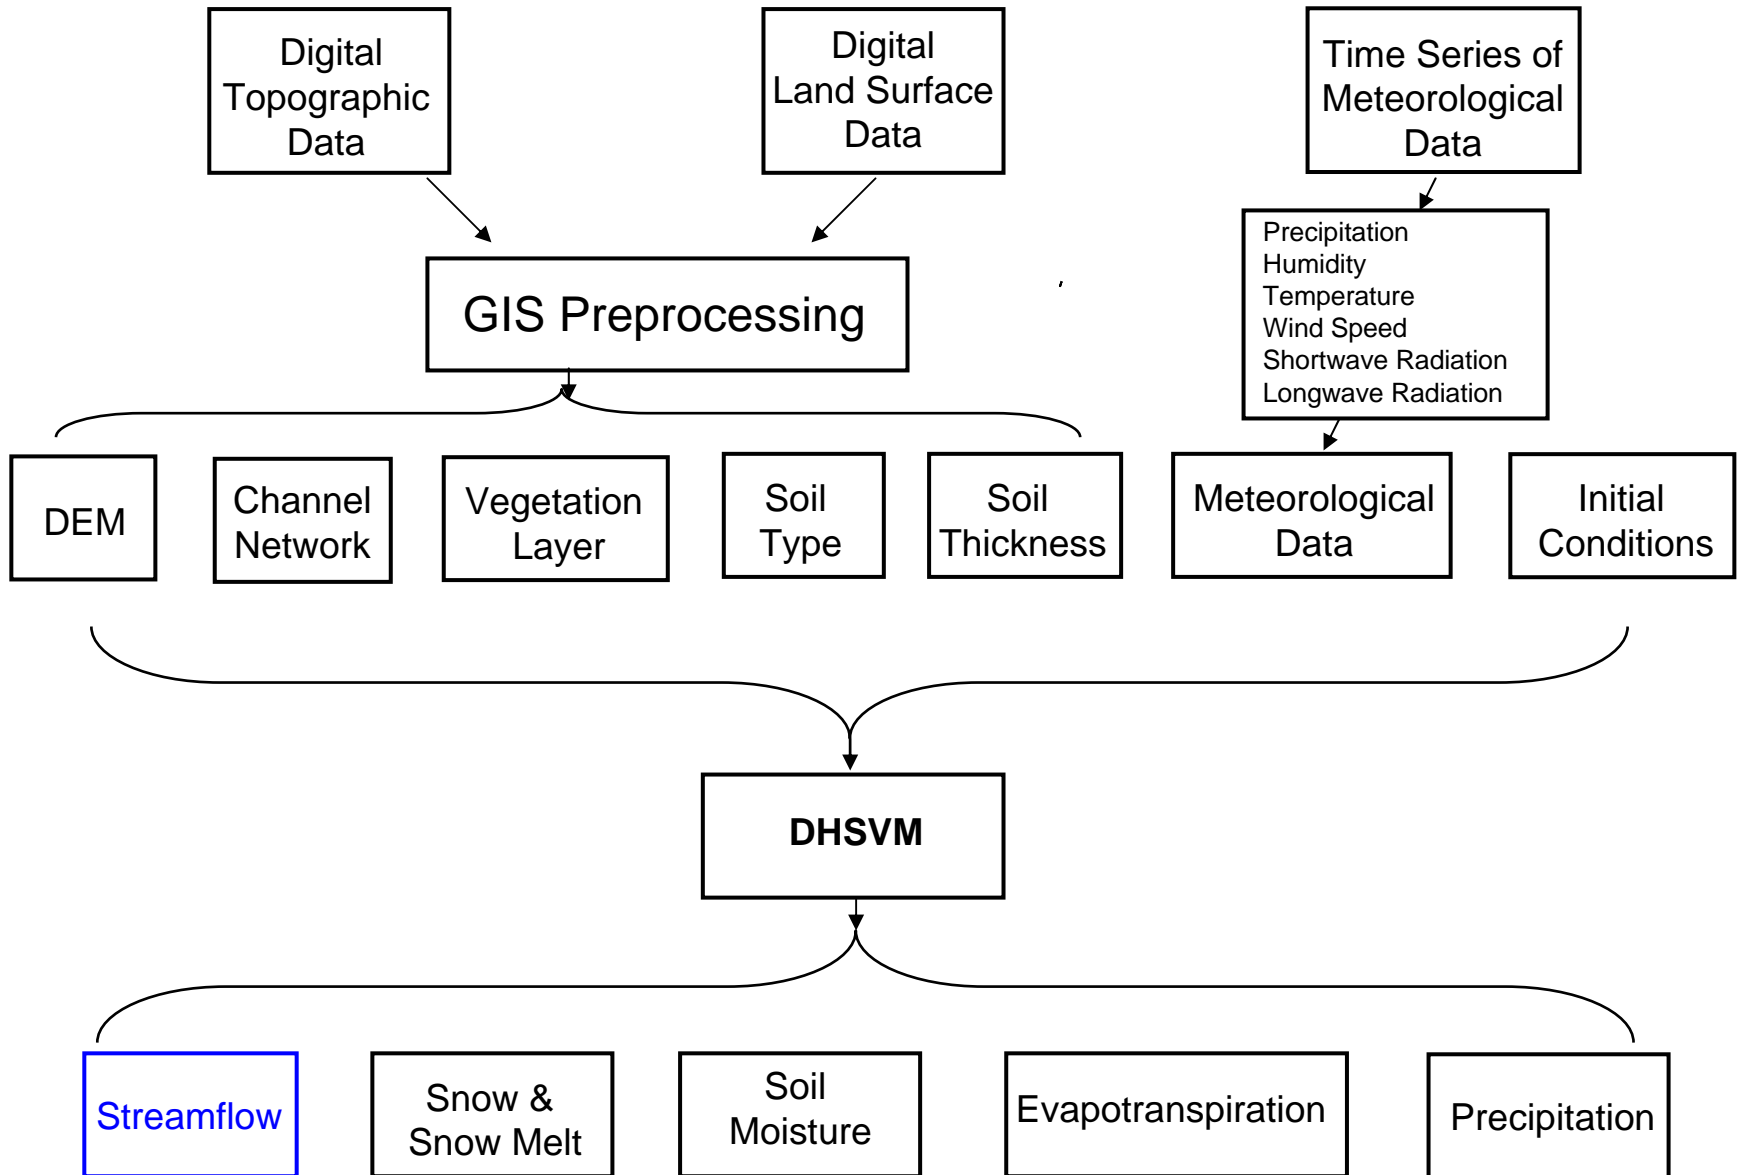 Digital
Topographic
Data
Digital
Land Surface
Data
Time Series of
Meteorological
Data
Precipitation
Humidity
Temperature
Wind Speed
Shortwave Radiation
Longwave Radiation
GIS Preprocessing
,
DEM
Channel
Network
Vegetation
Layer
Soil
Type
Soil
Thickness
Meteorological
Data
Initial
Conditions
DHSVM
Streamflow
Snow &
Snow Melt
Soil
Moisture
Evapotranspiration
Precipitation